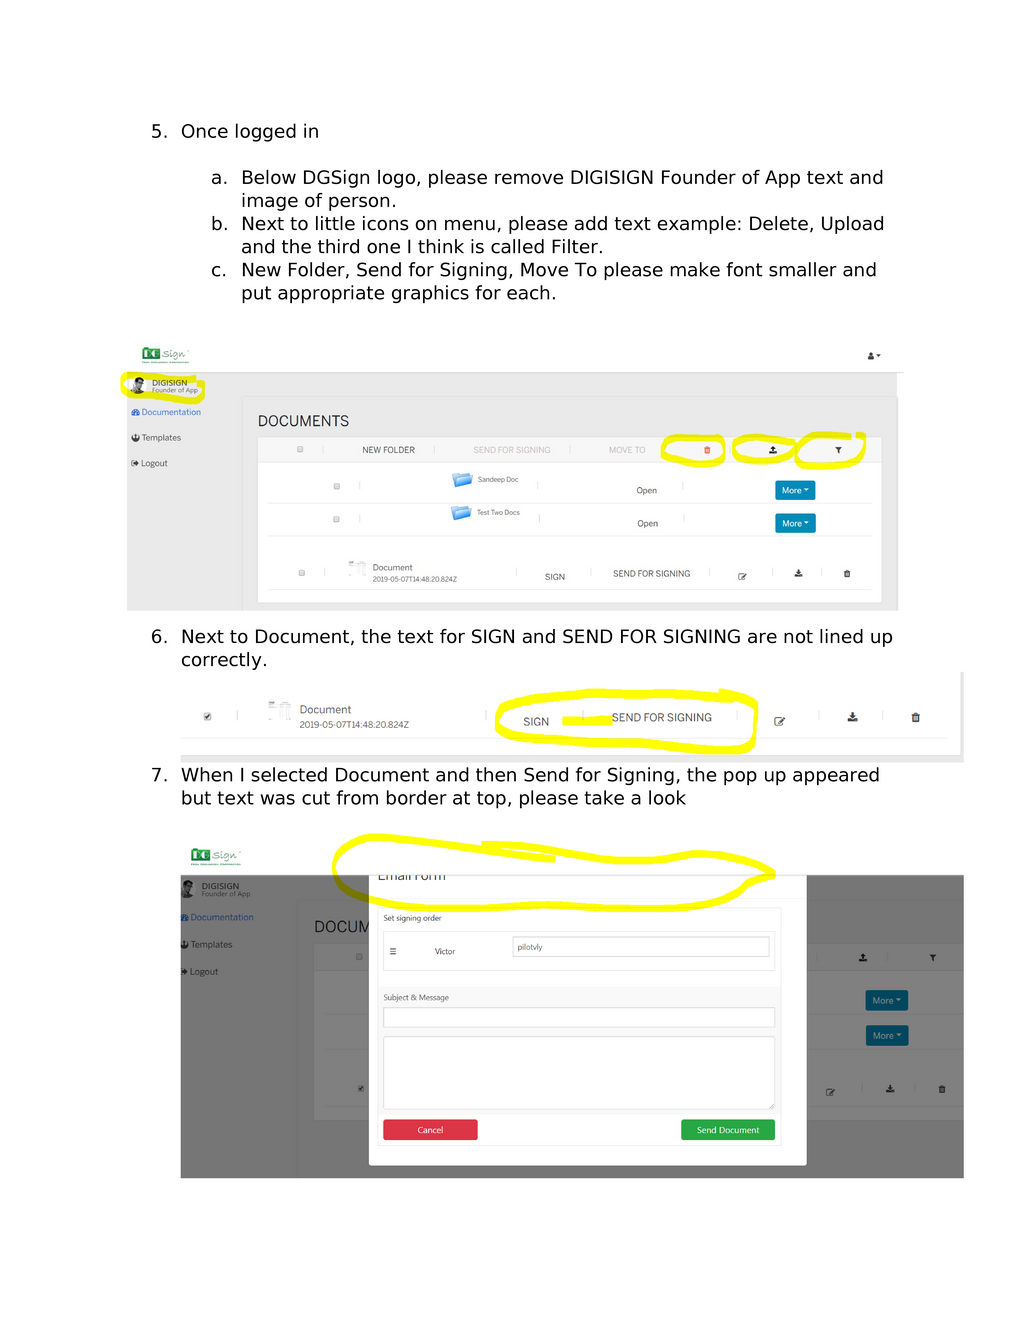 5. Once logged in
a. Below DGSign logo, please remove DIGISIGN Founder of App text and
image of person.
b. Next to little icons on menu, please add text example: Delete, Upload
and the third one I think is called Filter.
c. New Folder, Send for Signing, Move To please make font smaller and
put appropriate graphics for each.
DG Sign
DIGISIGN
Founder of App
Documentation
Templates
Logout
DOCUMENTS
NEW FOLDER SEND FOR SIGNING MOVE TO
Sandeep Doc
Open More
Test Two Docs
Open More
Document
2019-05-07T14:48:20.824Z
SIGN SEND FOR SIGNING
6. Next to Document, the text for SIGN and SEND FOR SIGNING are not lined up
correctly.
Document
2019-05-07T14:48:20.824Z
SIGN SEND FOR SIGNING
7. When I selected Document and then Send for Signing, the pop up appeared
but text was cut from border at top, please take a look
DG Sign
DIGISIGN
Founder of App
Documentation
Templates
Logout
DOCUM
Email Form
Set signing order
Victor pilotvly
Subject & Message
Cancel Send Document
More
More